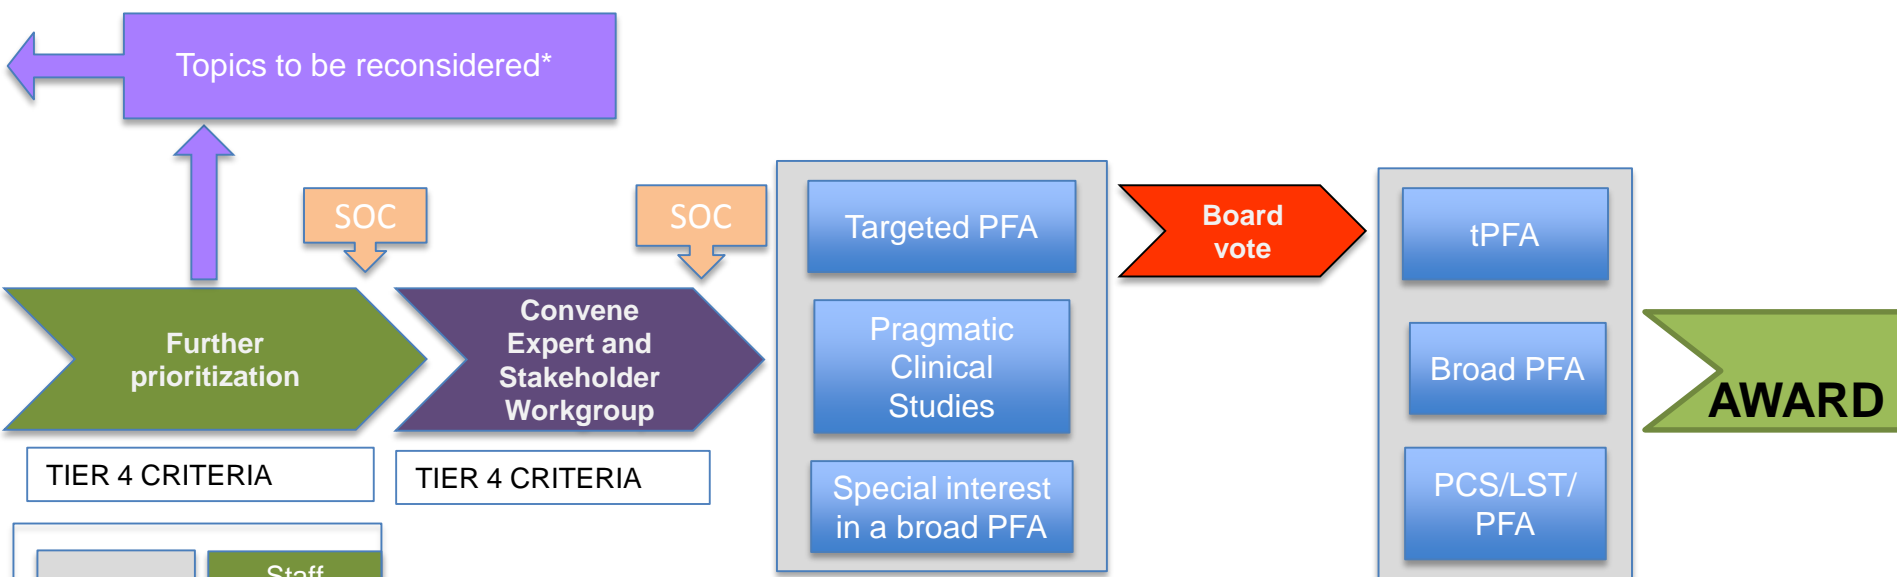 Topics to be reconsidered*
SOC
SOC
Further
prioritization
Convene
Expert and
Stakeholder
Workgroup
TIER 4 CRITERIA
TIER 4 CRITERIA
Targeted PFA
Pragmatic
Clinical
Studies
Special interest
in a broad PFA
Board
vote
tPFA
Broad PFA
PCS/LST/
PFA
AWARD
Staff